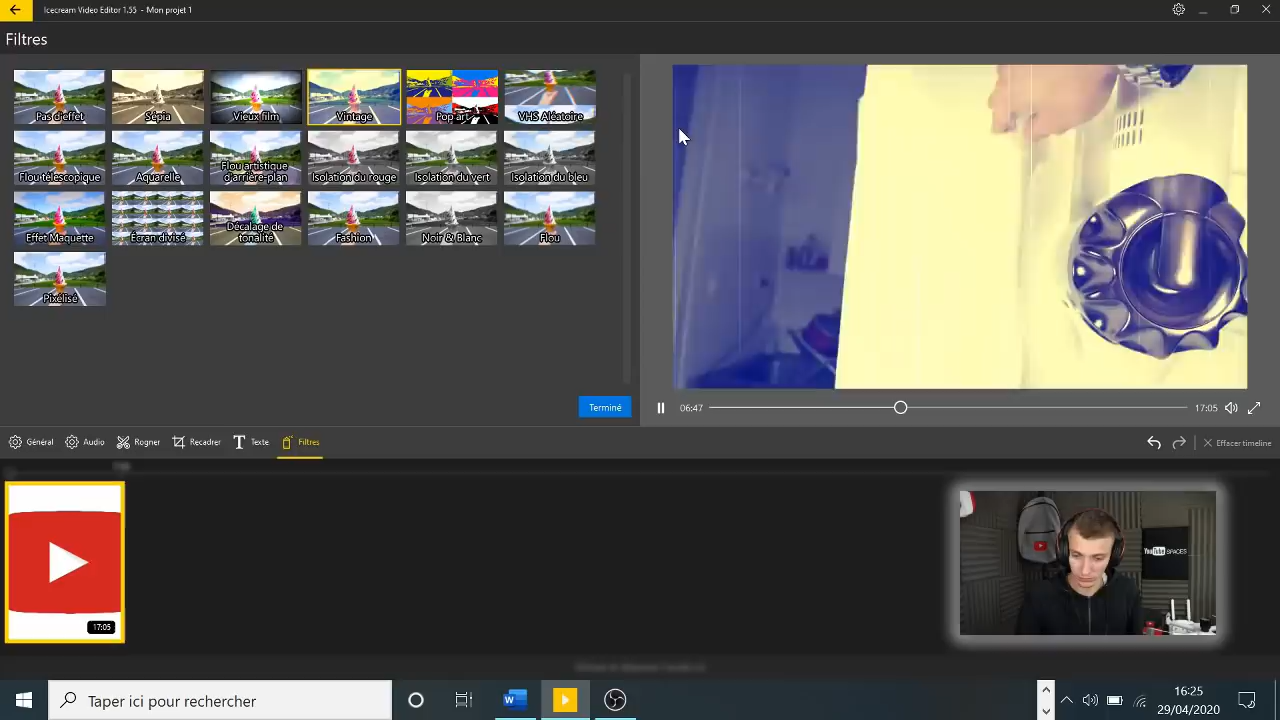 Icecream Video Editor 1.55 - Mon projet 1
Filtres
Pas d'effet
Sépia
Vieux film
Vintage
Pop art
VHS Aléatoire
Flou télescopique
Aquarelle
Flou artistique
d'arrière-plan
Isolation du rouge
Isolation du vert
Isolation du bleu
Effet Maquette
Écran divisé
Décalage de
tonalité
Fashion
Noir & Blanc
Flou
Pixélisé
Terminé
06:47
17:05
Général
Audio
Rogner
Recadrer
Texte
Filtres
Effacer timeline
17:05
YouTube SPACES
Taper ici pour rechercher
16:25
29/04/2020